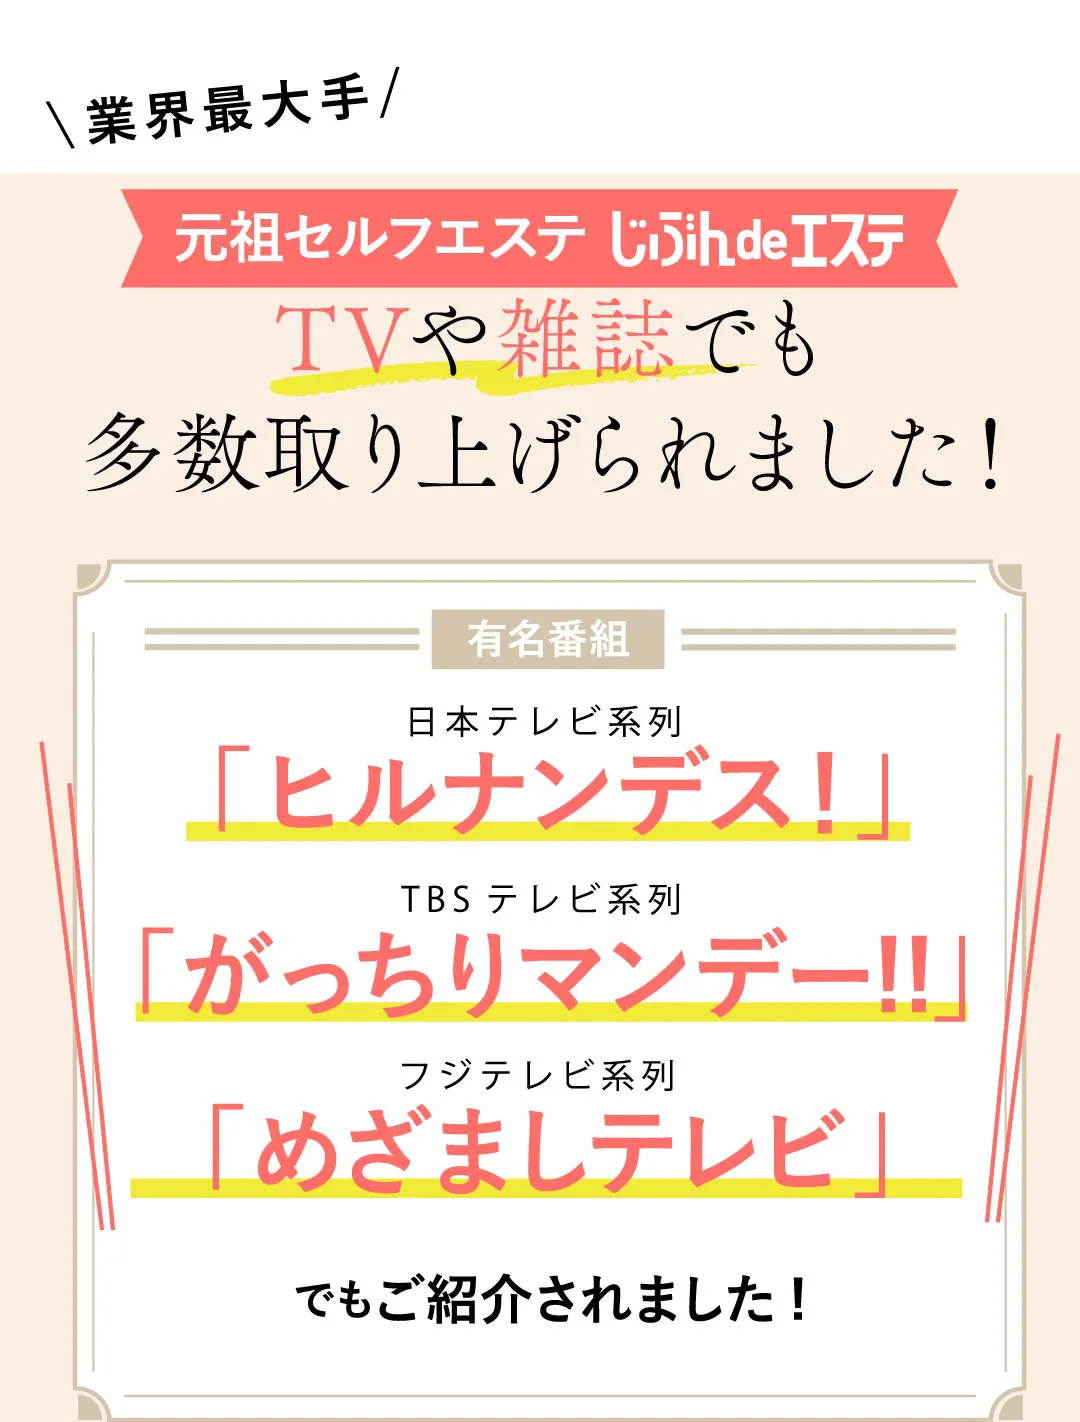 業界最大手
元祖セルフエステ じぶんdeエステ
TVや雑誌でも
多数取り上げられました！
有名番組
日本テレビ系列
「ヒルナンデス！」
TBSテレビ系列
「がっちりマンデー!!」
フジテレビ系列
「めざましテレビ」
でもご紹介されました！